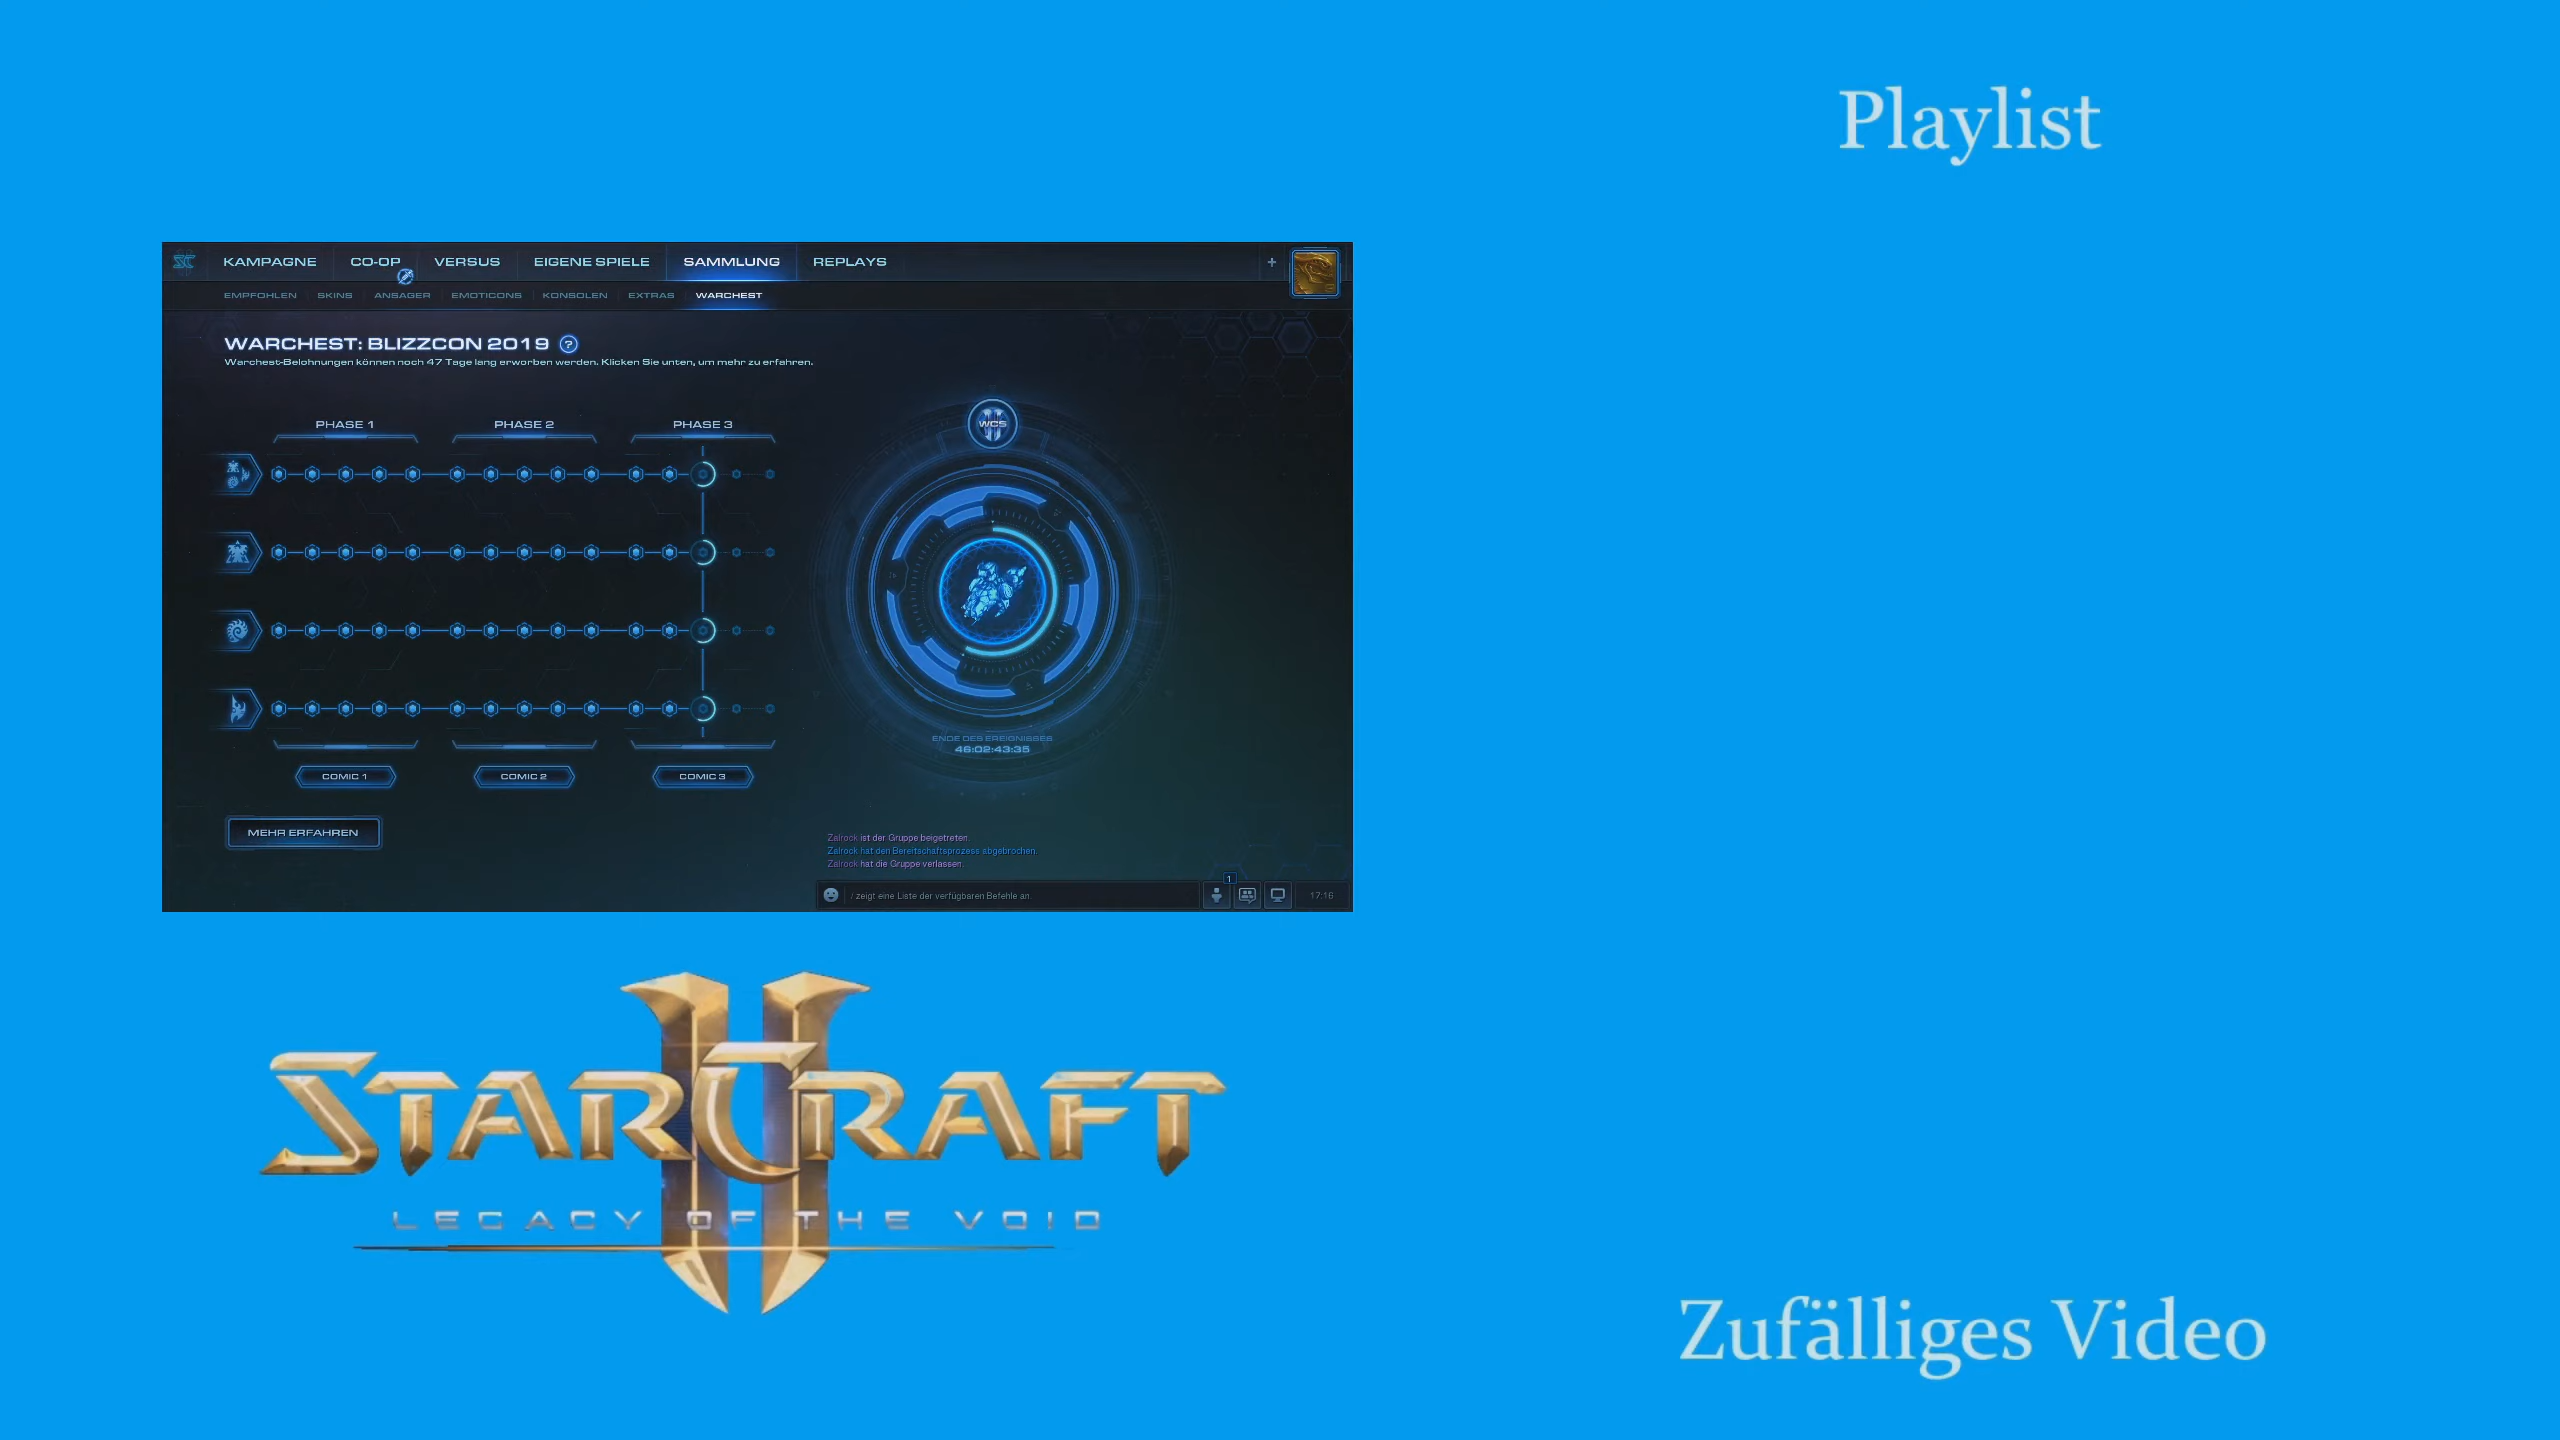 Playlist
KAMPAGNE CO-OP VERSUS EIGENE SPIELE SAMMLUNG REPLAYS
EMPFOHLEN SKINS ANSAGER EMOTICONS KONSOLEN EXTRAS WARCHEST
WARCHEST: BLIZZCON 2019 ?
Warchest-Belohnungen können noch 47 Tage lang erworben werden. Klicken Sie unten, um mehr zu erfahren.
PHASE 1 PHASE 2 PHASE 3
WCS
ENDE DES EREIGNISSES
46:02:43:35
COMIC 1 COMIC 2 COMIC 3
MEHR ERFAHREN
Zalrock ist der Gruppe beigetreten.
Zalrock hat den Bereitschaftsprozess abgebrochen.
Zalrock hat die Gruppe verlassen.
1
/ zeigt eine Liste der verfügbaren Befehle an.
17:16
STARCRAFT II
LEGACY OF THE VOID
Zufälliges Video